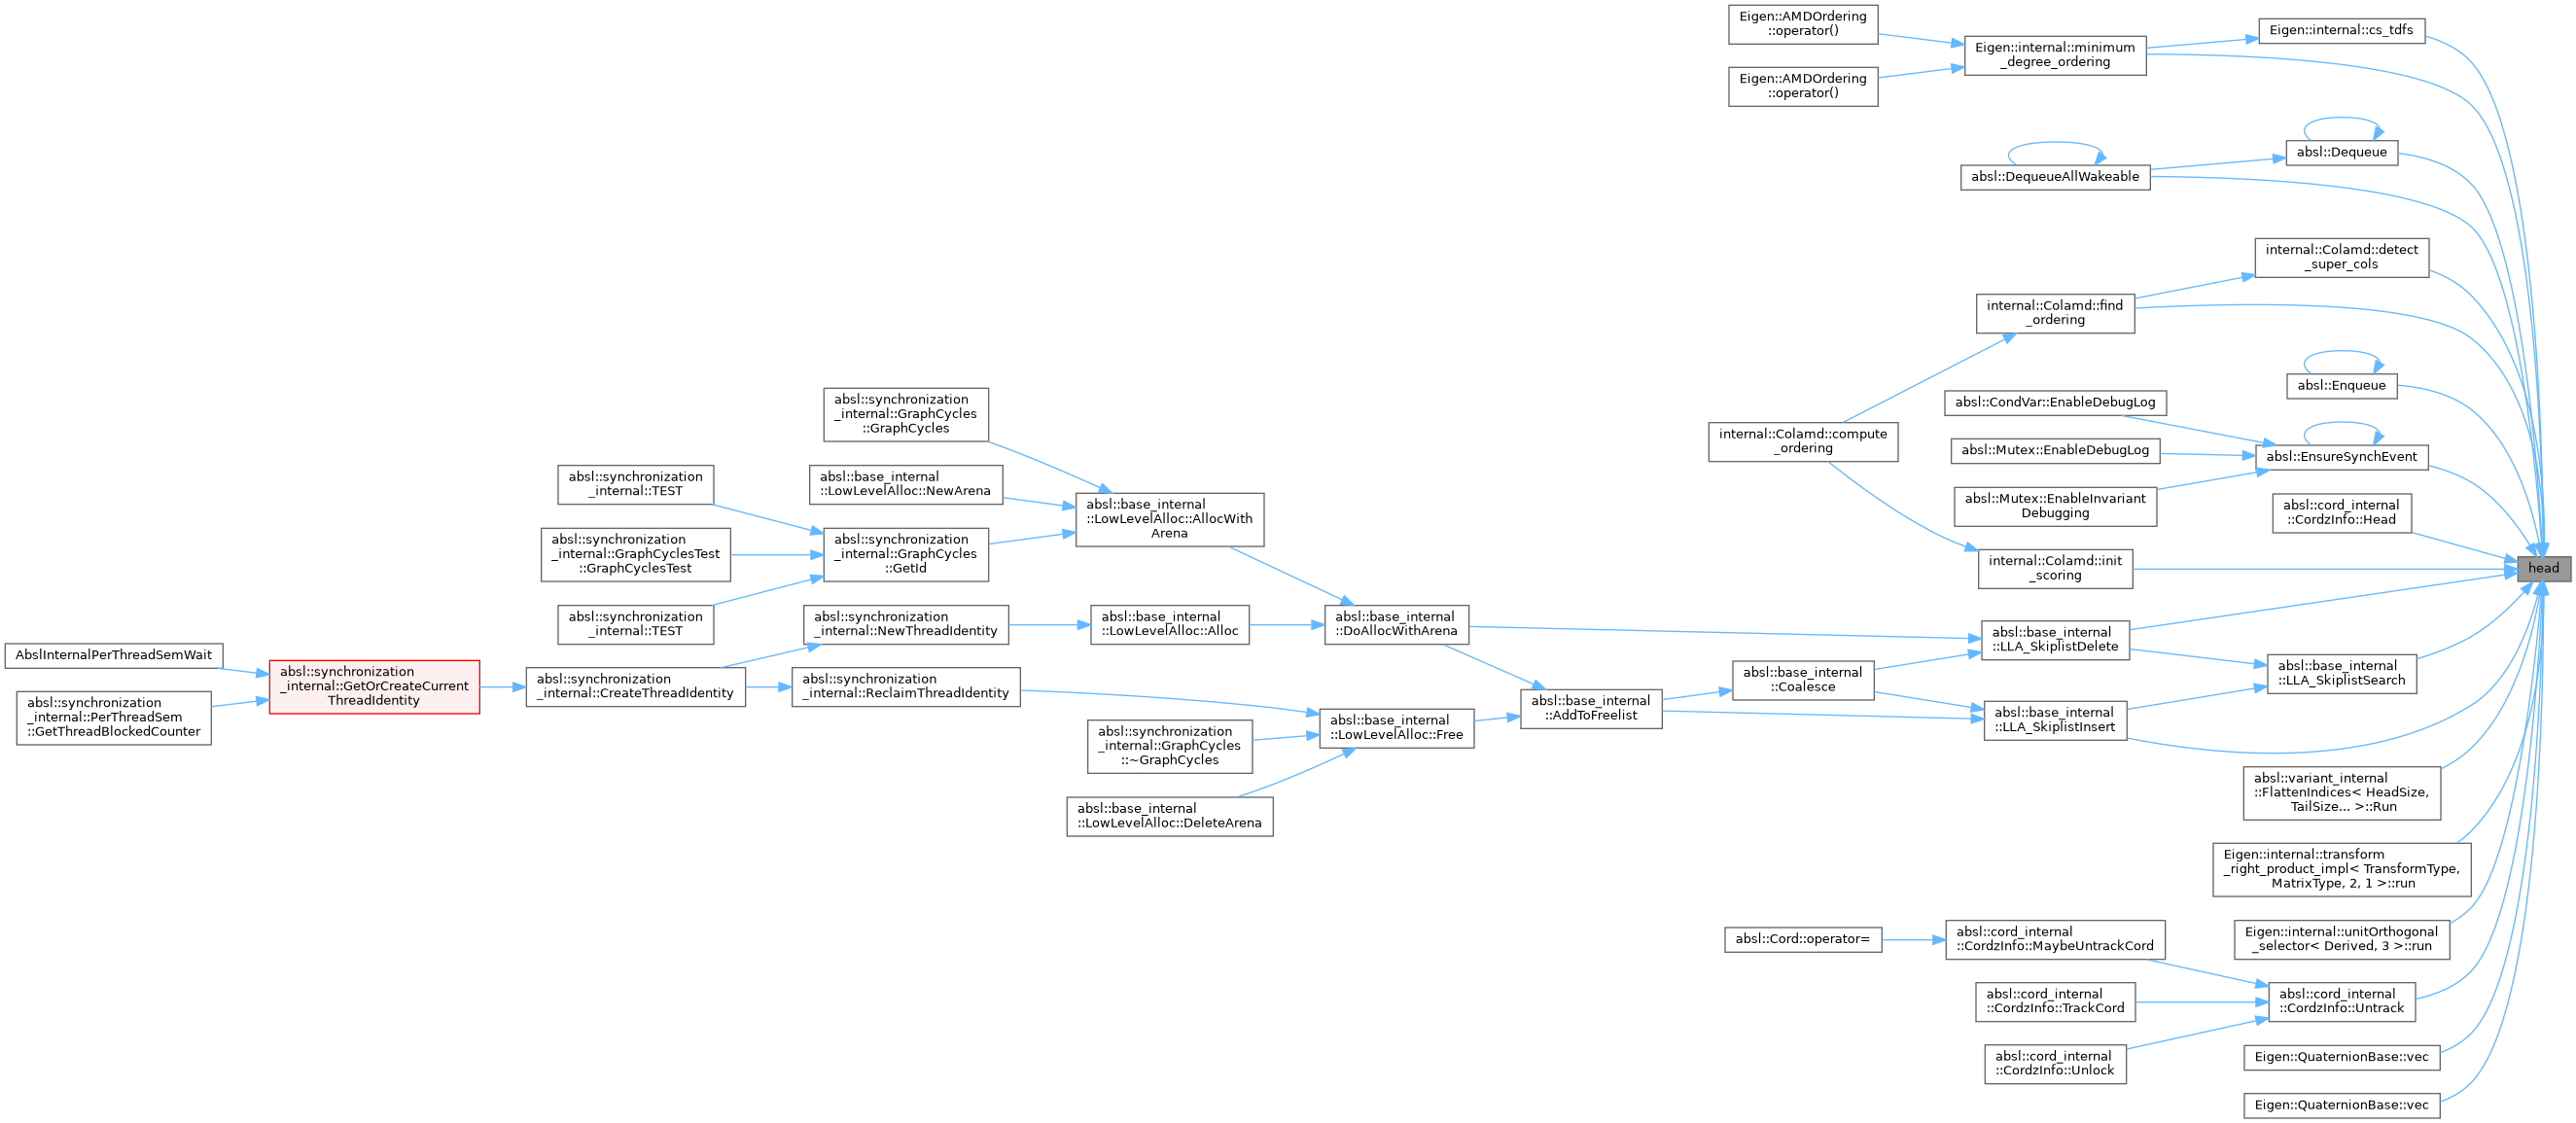 Eigen::AMDOrdering
::operator()
Eigen::AMDOrdering
::operator()
Eigen::internal::minimum
_degree_ordering
Eigen::internal::cs_tdfs
absl::Dequeue
absl::DequeueAllWakeable
internal::Colamd::detect
_super_cols
internal::Colamd::find
_ordering
absl::Enqueue
absl::CondVar::EnableDebugLog
internal::Colamd::compute
_ordering
absl::Mutex::EnableDebugLog
absl::EnsureSynchEvent
absl::Mutex::EnableInvariant
Debugging
absl::cord_internal
::CordzInfo::Head
internal::Colamd::init
_scoring
head
absl::synchronization
_internal::GraphCycles
::GraphCycles
absl::synchronization
_internal::TEST
absl::base_internal
::LowLevelAlloc::NewArena
absl::base_internal
::LowLevelAlloc::AllocWith
Arena
absl::synchronization
_internal::GraphCyclesTest
::GraphCyclesTest
absl::synchronization
_internal::GraphCycles
::GetId
absl::synchronization
_internal::TEST
absl::synchronization
_internal::NewThreadIdentity
absl::base_internal
::LowLevelAlloc::Alloc
absl::base_internal
::DoAllocWithArena
absl::base_internal
::LLA_SkiplistDelete
AbslInternalPerThreadSemWait
absl::synchronization
_internal::GetOrCreateCurrent
ThreadIdentity
absl::synchronization
_internal::CreateThreadIdentity
absl::synchronization
_internal::ReclaimThreadIdentity
absl::base_internal
::Coalesce
absl::base_internal
::LLA_SkiplistSearch
absl::synchronization
_internal::PerThreadSem
::GetThreadBlockedCounter
absl::base_internal
::AddToFreelist
absl::base_internal
::LLA_SkiplistInsert
absl::base_internal
::LowLevelAlloc::Free
absl::synchronization
_internal::GraphCycles
::~GraphCycles
absl::base_internal
::LowLevelAlloc::DeleteArena
absl::variant_internal
::FlattenIndices< HeadSize,
TailSize... >::Run
Eigen::internal::transform
_right_product_impl< TransformType,
MatrixType, 2, 1 >::run
Eigen::internal::unitOrthogonal
_selector< Derived, 3 >::run
absl::Cord::operator=
absl::cord_internal
::CordzInfo::MaybeUntrackCord
absl::cord_internal
::CordzInfo::TrackCord
absl::cord_internal
::CordzInfo::Untrack
absl::cord_internal
::CordzInfo::Unlock
Eigen::QuaternionBase::vec
Eigen::QuaternionBase::vec